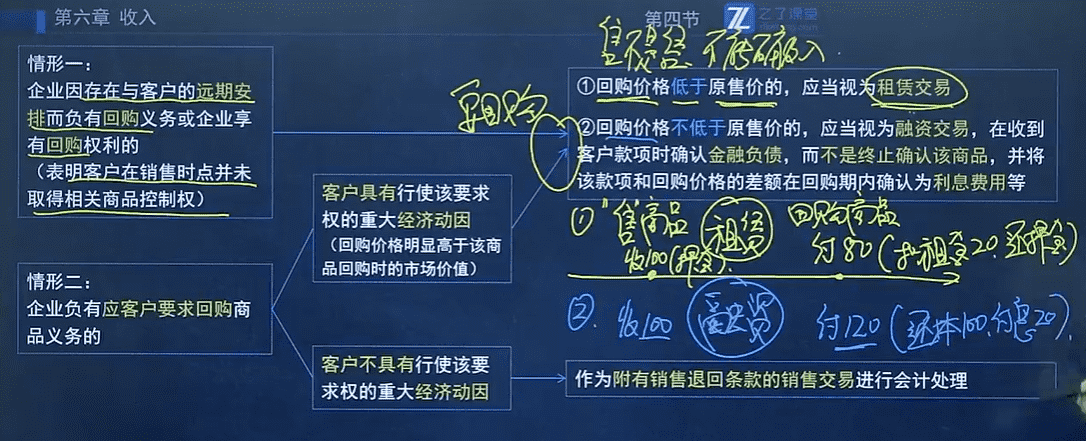 第六章 收入
第四节
乙了课堂
情形一：
企业因存在与客户的远期安
排而负有回购义务或企业享
有回购权利的
（表明客户在销售时点并未
取得相关商品控制权）
情形二：
企业负有应客户要求回购商
品义务的
客户具有行使该要求
权的重大经济动因
（回购价格明显高于该商
品回购时的市场价值）
客户不具有行使该要
求权的重大经济动因
不确认收入
要回购
①回购价格低于原售价的，应当视为租赁交易
②回购价格不低于原售价的，应当视为融资交易，在收到
客户款项时确认金融负债，而不是终止确认该商品，并将
该款项和回购价格的差额在回购期内确认为利息费用等
① "售"商品 租赁 回购商品
收100（押金） 付80（扣租金20、还押金）
② 收100 融资 付120（还本100、付息20）
作为附有销售退回条款的销售交易进行会计处理